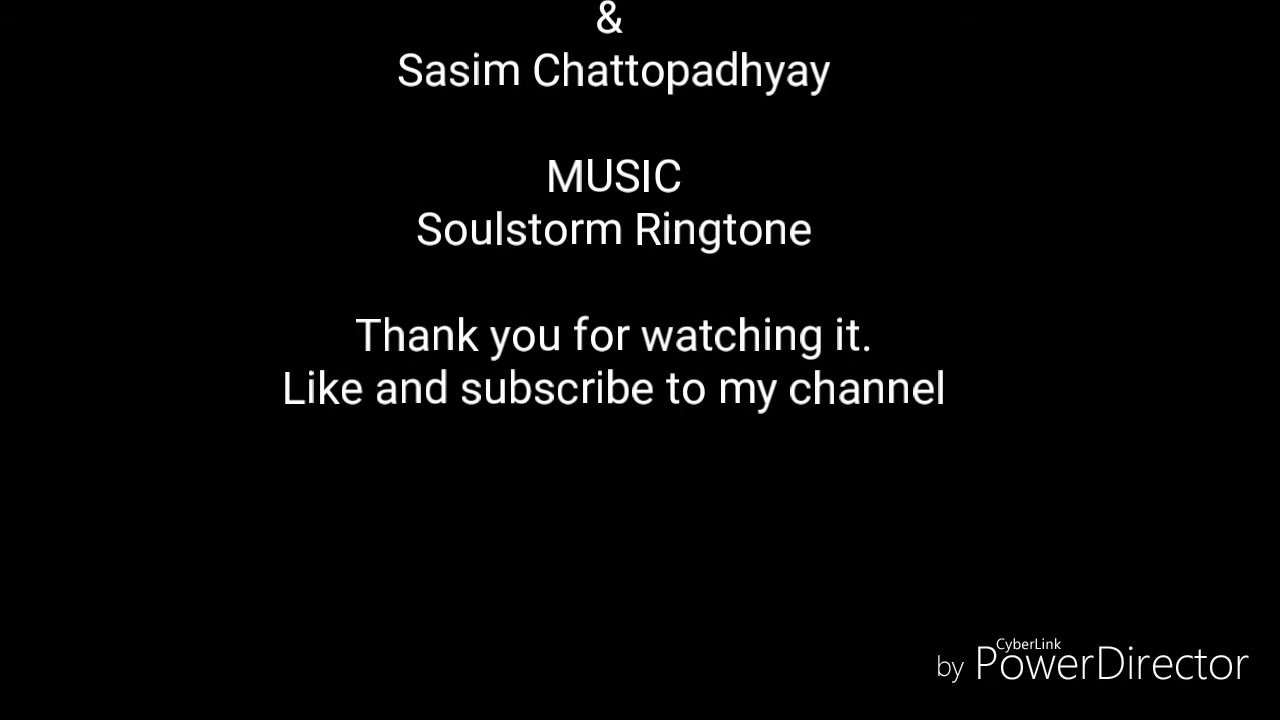 &
Sasim Chattopadhyay
MUSIC
Soulstorm Ringtone
Thank you for watching it.
Like and subscribe to my channel
CyberLink
by PowerDirector